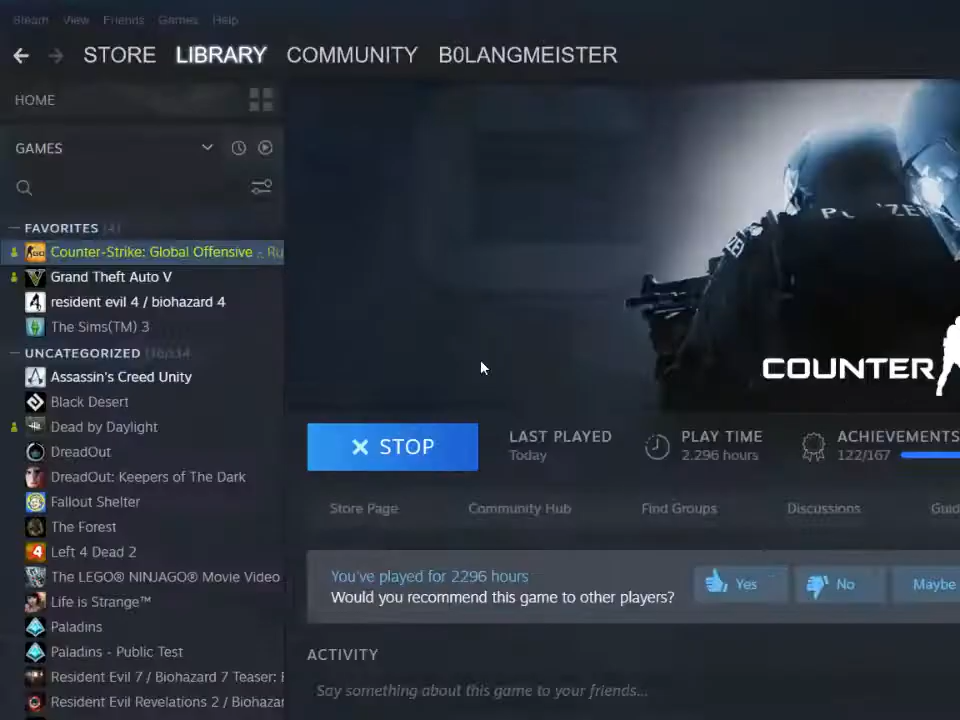 Steam View Friends Games Help
STORE LIBRARY COMMUNITY B0LANGMEISTER
HOME
GAMES
FAVORITES (4)
Counter-Strike: Global Offensive - Ru
Grand Theft Auto V
resident evil 4 / biohazard 4
The Sims(TM) 3
UNCATEGORIZED
Assassin's Creed Unity
Black Desert
Dead by Daylight
DreadOut
DreadOut: Keepers of The Dark
Fallout Shelter
The Forest
Left 4 Dead 2
The LEGO® NINJAGO® Movie Video
Life is Strange™
Paladins
Paladins - Public Test
Resident Evil 7 / Biohazard 7 Teaser:
Resident Evil Revelations 2 / Biohazar
COUNTER
STOP
LAST PLAYED
Today
PLAY TIME
2,296 hours
ACHIEVEMENTS
122/167
Store Page Community Hub Find Groups Discussions Guid
You've played for 2296 hours
Would you recommend this game to other players?
Yes No Maybe
ACTIVITY
Say something about this game to your friends...